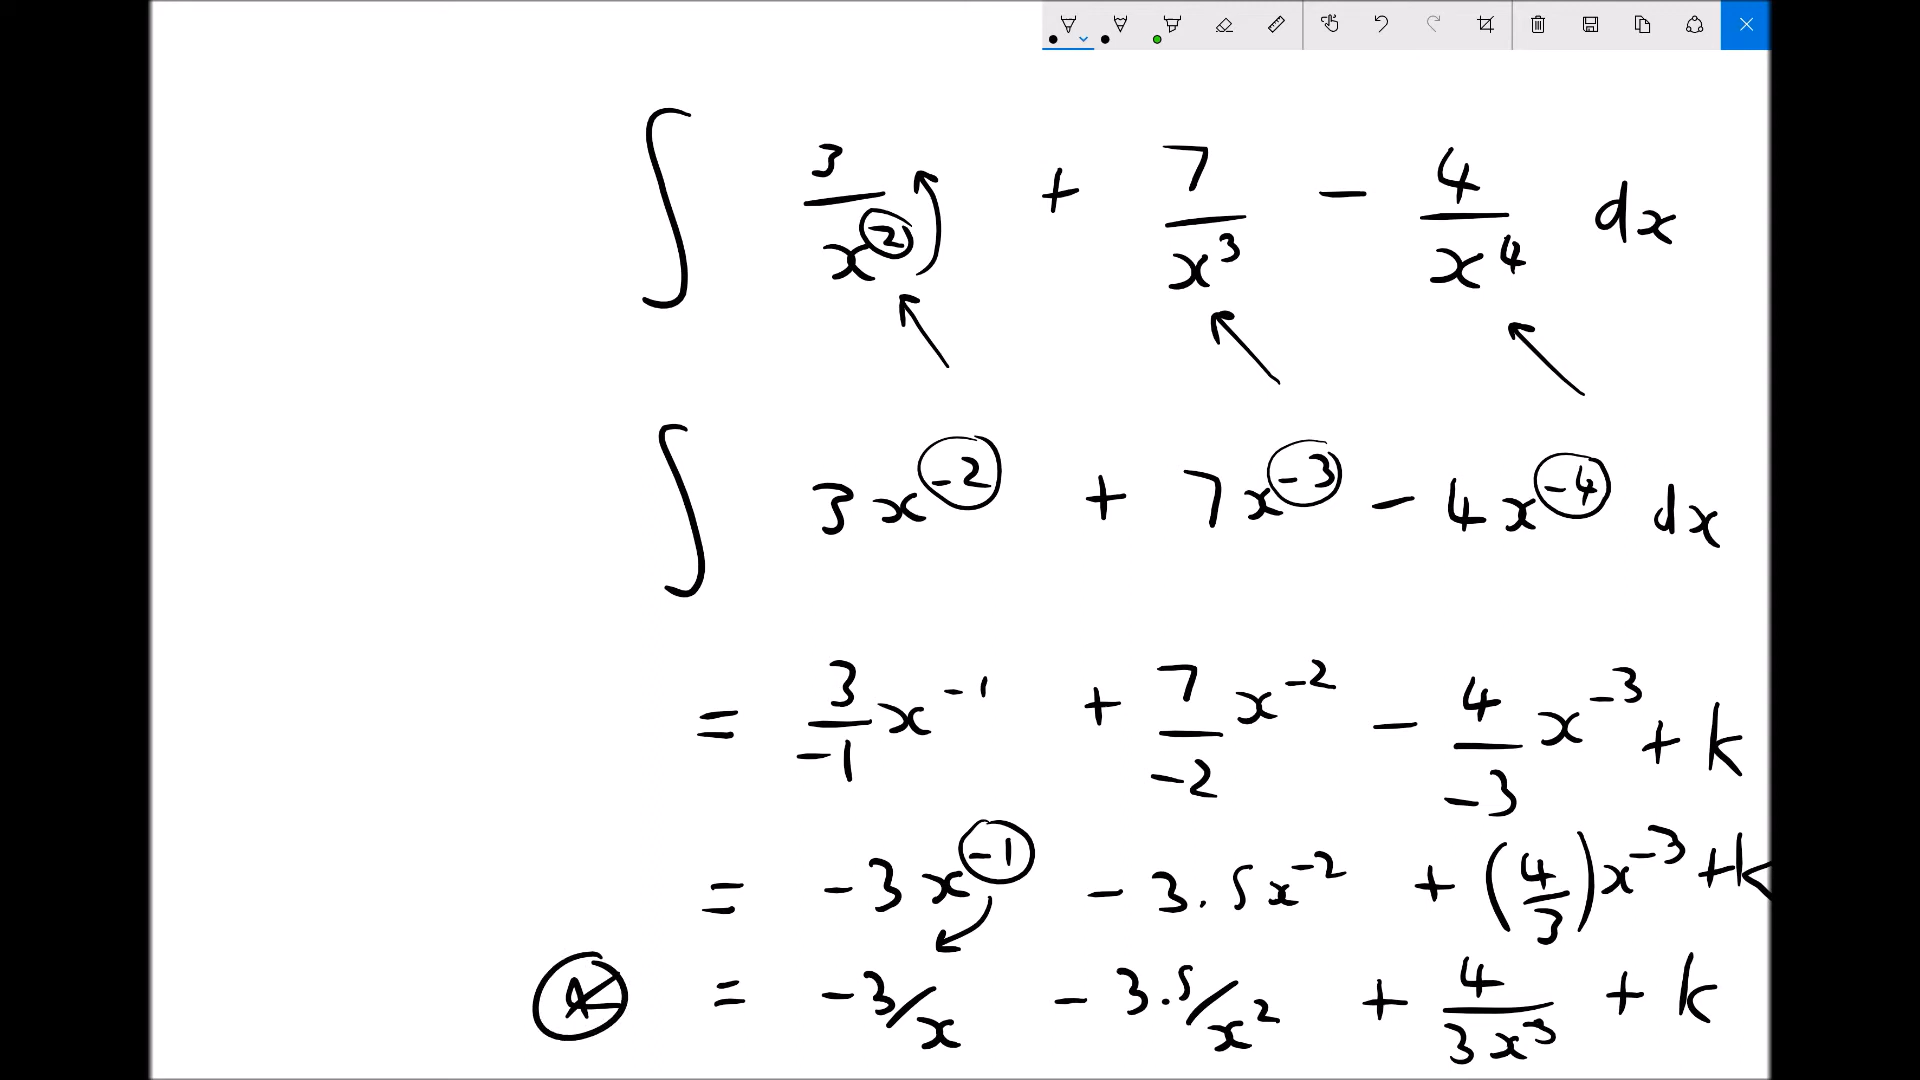 ∫ 3/x² + 7/x³ − 4/x⁴ dx
∫ 3x⁻² + 7x⁻³ − 4x⁻⁴ dx
= 3/−1 x⁻¹ + 7/−2 x⁻² − 4/−3 x⁻³ + k
= −3x⁻¹ − 3.5x⁻² + (4/3)x⁻³ + k
= −3/x − 3.5/x² + 4/3x³ + k